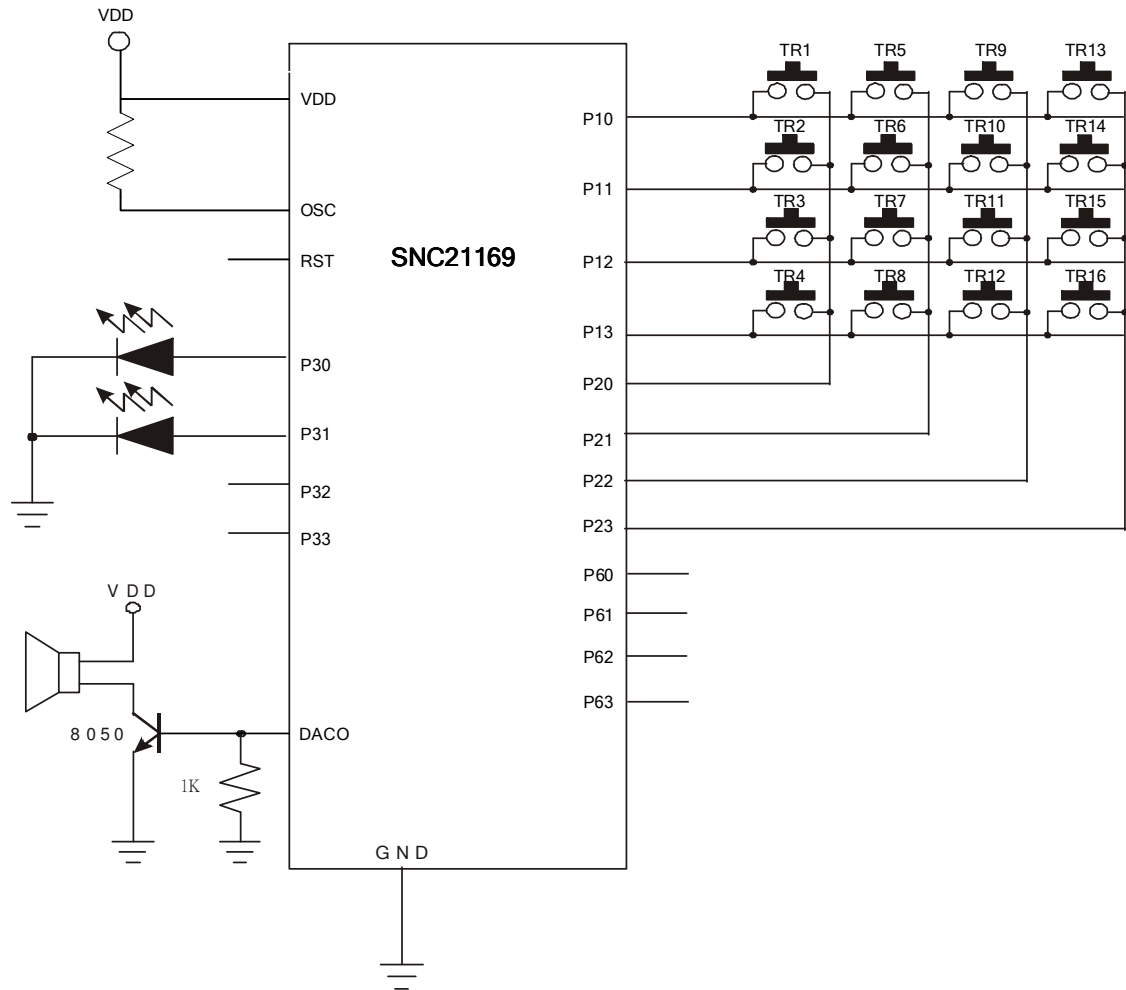 VDD
VDD
OSC
RST
SNC21169
P30
P31
P32
P33
V D D
8 0 5 0
DACO
1K
G N D
P10
P11
P12
P13
P20
P21
P22
P23
P60
P61
P62
P63
TR1 TR5 TR9 TR13
TR2 TR6 TR10 TR14
TR3 TR7 TR11 TR15
TR4 TR8 TR12 TR16